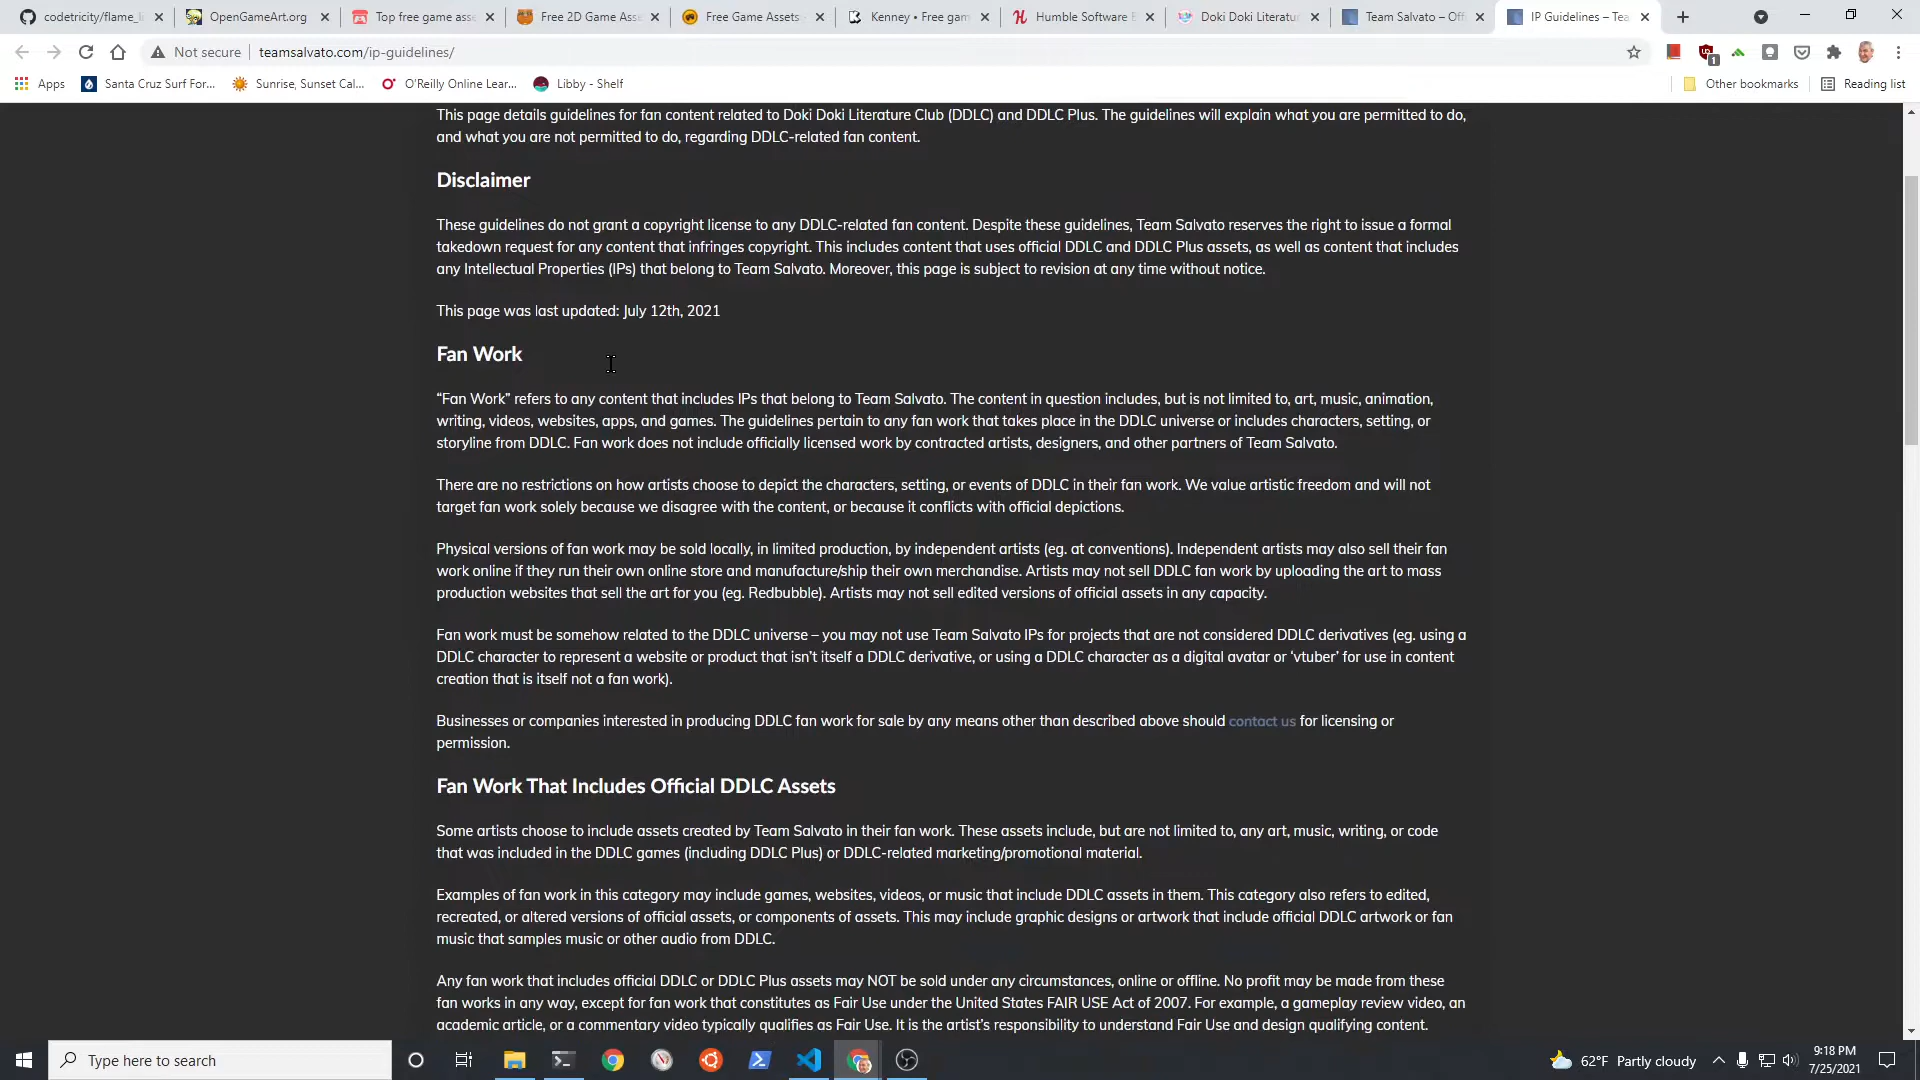 codetricity/flame_l
OpenGameArt.org
Top free game asse
Free 2D Game Asse
Free Game Assets
Kenney • Free gam
Humble Software B
Doki Doki Literatu
Team Salvato – Offi
IP Guidelines – Tea
Not secure
teamsalvato.com/ip-guidelines/
1
Apps
Santa Cruz Surf For...
Sunrise, Sunset Cal...
O'Reilly Online Lear...
Libby - Shelf
Other bookmarks
Reading list
This page details guidelines for fan content related to Doki Doki Literature Club (DDLC) and DDLC Plus. The guidelines will explain what you are permitted to do,
and what you are not permitted to do, regarding DDLC-related fan content.
Disclaimer
These guidelines do not grant a copyright license to any DDLC-related fan content. Despite these guidelines, Team Salvato reserves the right to issue a formal
takedown request for any content that infringes copyright. This includes content that uses official DDLC and DDLC Plus assets, as well as content that includes
any Intellectual Properties (IPs) that belong to Team Salvato. Moreover, this page is subject to revision at any time without notice.
This page was last updated: July 12th, 2021
Fan Work
“Fan Work” refers to any content that includes IPs that belong to Team Salvato. The content in question includes, but is not limited to, art, music, animation,
writing, videos, websites, apps, and games. The guidelines pertain to any fan work that takes place in the DDLC universe or includes characters, setting, or
storyline from DDLC. Fan work does not include officially licensed work by contracted artists, designers, and other partners of Team Salvato.
There are no restrictions on how artists choose to depict the characters, setting, or events of DDLC in their fan work. We value artistic freedom and will not
target fan work solely because we disagree with the content, or because it conflicts with official depictions.
Physical versions of fan work may be sold locally, in limited production, by independent artists (eg. at conventions). Independent artists may also sell their fan
work online if they run their own online store and manufacture/ship their own merchandise. Artists may not sell DDLC fan work by uploading the art to mass
production websites that sell the art for you (eg. Redbubble). Artists may not sell edited versions of official assets in any capacity.
Fan work must be somehow related to the DDLC universe – you may not use Team Salvato IPs for projects that are not considered DDLC derivatives (eg. using a
DDLC character to represent a website or product that isn’t itself a DDLC derivative, or using a DDLC character as a digital avatar or ‘vtuber’ for use in content
creation that is itself not a fan work).
Businesses or companies interested in producing DDLC fan work for sale by any means other than described above should contact us for licensing or
permission.
Fan Work That Includes Official DDLC Assets
Some artists choose to include assets created by Team Salvato in their fan work. These assets include, but are not limited to, any art, music, writing, or code
that was included in the DDLC games (including DDLC Plus) or DDLC-related marketing/promotional material.
Examples of fan work in this category may include games, websites, videos, or music that include DDLC assets in them. This category also refers to edited,
recreated, or altered versions of official assets, or components of assets. This may include graphic designs or artwork that include official DDLC artwork or fan
music that samples music or other audio from DDLC.
Any fan work that includes official DDLC or DDLC Plus assets may NOT be sold under any circumstances, online or offline. No profit may be made from these
fan works in any way, except for fan work that constitutes as Fair Use under the United States FAIR USE Act of 2007. For example, a gameplay review video, an
academic article, or a commentary video typically qualifies as Fair Use. It is the artist’s responsibility to understand Fair Use and design qualifying content.
Type here to search
62°F Partly cloudy
9:18 PM
7/25/2021